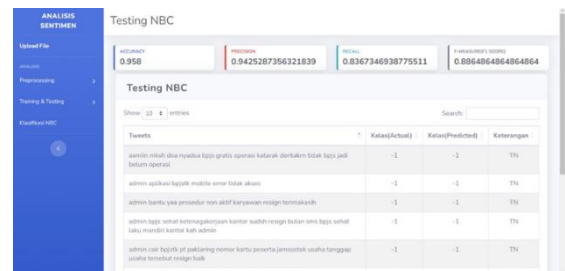 ANALISIS
SENTIMEN
Upload File
ANALISIS
Preprocessing
Training & Testing
Klasifikasi NBC
Testing NBC
ACCURACY
0.958
PRECISION
0.9425287356321839
RECALL
0.8367346938775511
F-MEASURE(F1 SCORE)
0.8864864864864864
Testing NBC
Show 10 entries
Search:
Tweets Kelas(Actual) Kelas(Predicted) Keterangan
aamiin mbah doa nyadua bpjs gratis operasi katarak tidak bpjs jadi
belum operasi
-1 -1 TN
admin aplikasi bpjstk mobile error tidak akses -1 -1 TN
admin bantu yaa prosedur non aktif karyawan resign terimakasih -1 -1 TN
admin bpjs sehat ketenagakerjaan kantor sudah resign bulan sms bpjs sehat
laku mandiri kantor kah admin
-1 -1 TN
admin cair bpjstk pt paklaring nomor kartu peserta jamsostek usaha tanggap
usaha tersebut resign baik
-1 -1 TN